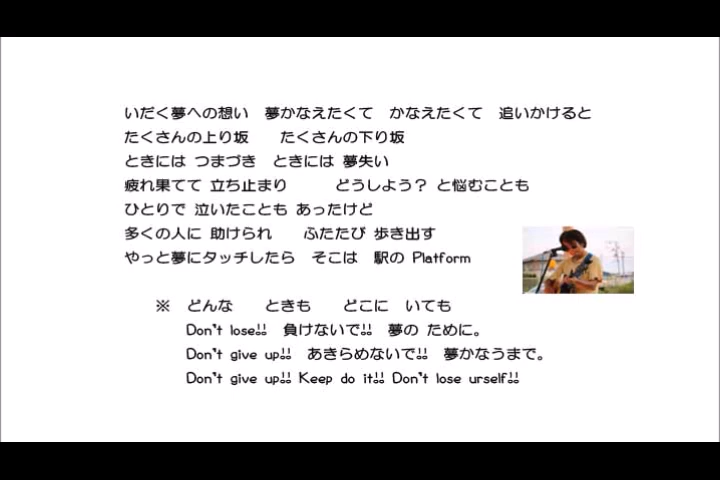 いだく夢への想い　夢かなえたくて　かなえたくて　追いかけると
たくさんの上り坂　　たくさんの下り坂
ときには つまづき　ときには 夢失い
疲れ果てて 立ち止まり　　　どうしよう？ と悩むことも
ひとりで 泣いたことも あったけど
多くの人に 助けられ　　ふたたび 歩き出す
やっと夢にタッチしたら　そこは　駅の Platform
※　どんな　　ときも　　どこに　いても
Don't lose!!　負けないで!!　夢の ために。
Don't give up!!　あきらめないで!!　夢かなうまで。
Don't give up!! Keep do it!! Don't lose urself!!